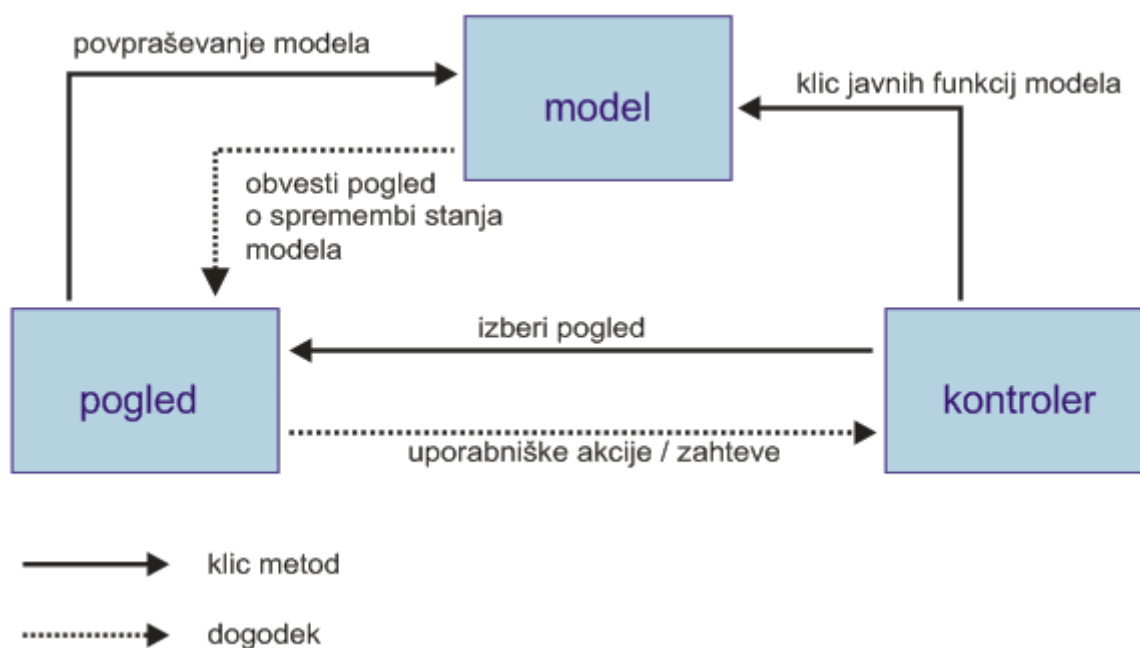 povpraševanje modela
model
klic javnih funkcij modela
obvesti pogled
o spremembi stanja
modela
izberi pogled
pogled
kontroler
uporabniške akcije / zahteve
klic metod
dogodek